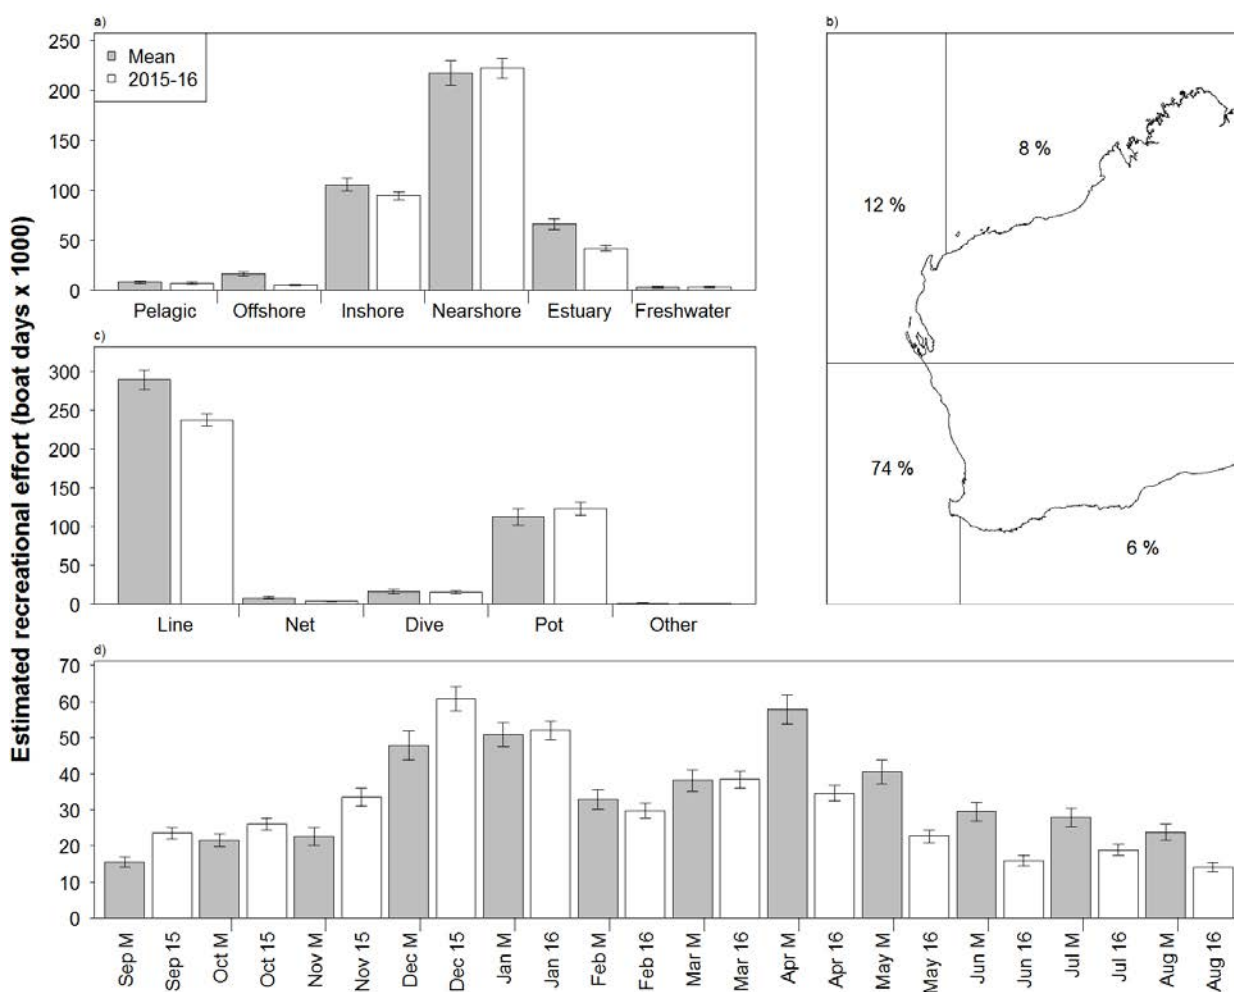 Estimated recreational effort (boat days x 1000)
a)
250
200
150
100
50
0
Mean
2015-16
Pelagic Offshore Inshore Nearshore Estuary Freshwater
b)
8 %
12 %
74 %
6 %
c)
300
250
200
150
100
50
0
Line Net Dive Pot Other
d)
70
60
50
40
30
20
10
0
Sep M
Sep 15
Oct M
Oct 15
Nov M
Nov 15
Dec M
Dec 15
Jan M
Jan 16
Feb M
Feb 16
Mar M
Mar 16
Apr M
Apr 16
May M
May 16
Jun M
Jun 16
Jul M
Jul 16
Aug M
Aug 16